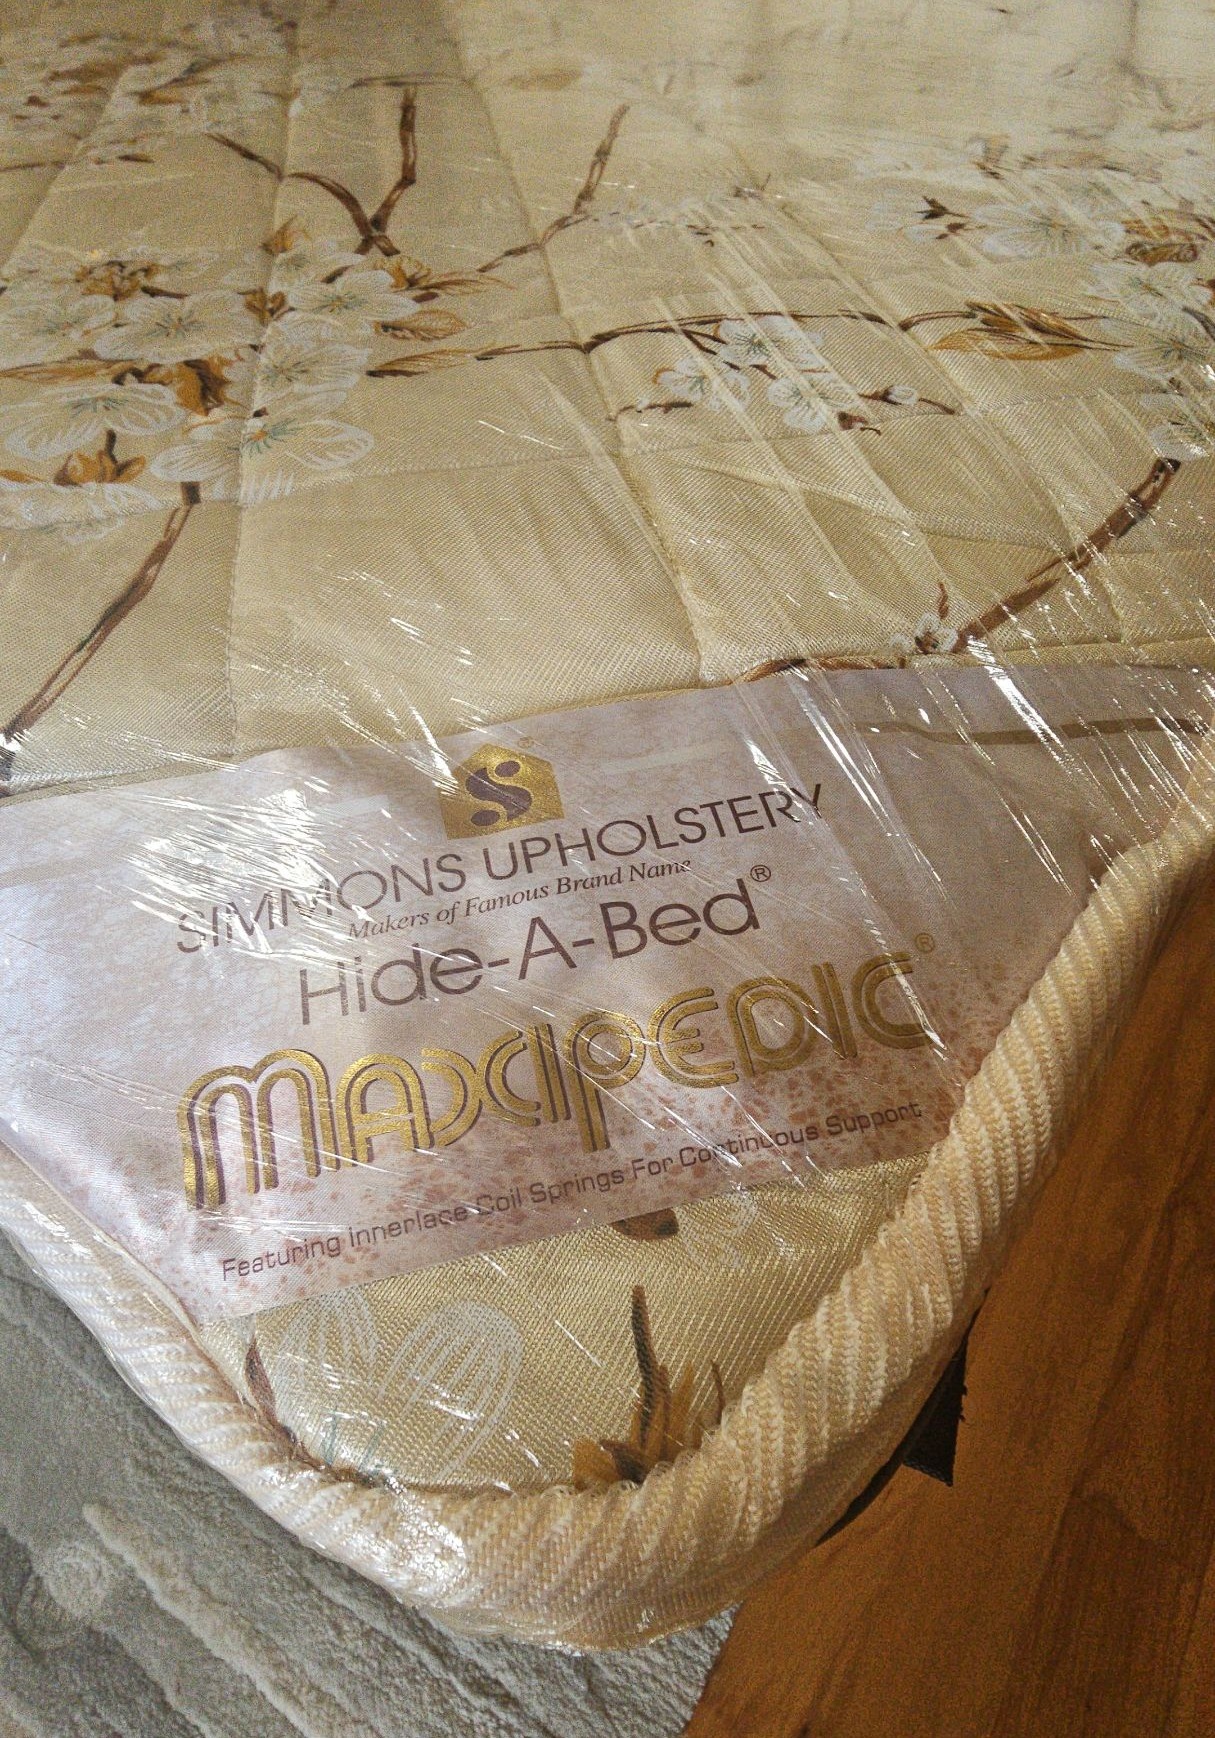 S®
SIMMONS UPHOLSTERY
Makers of Famous Brand Name
Hide-A-Bed®
MAXIPEDIC®
Featuring Innerlace Coil Springs For Continuous Support